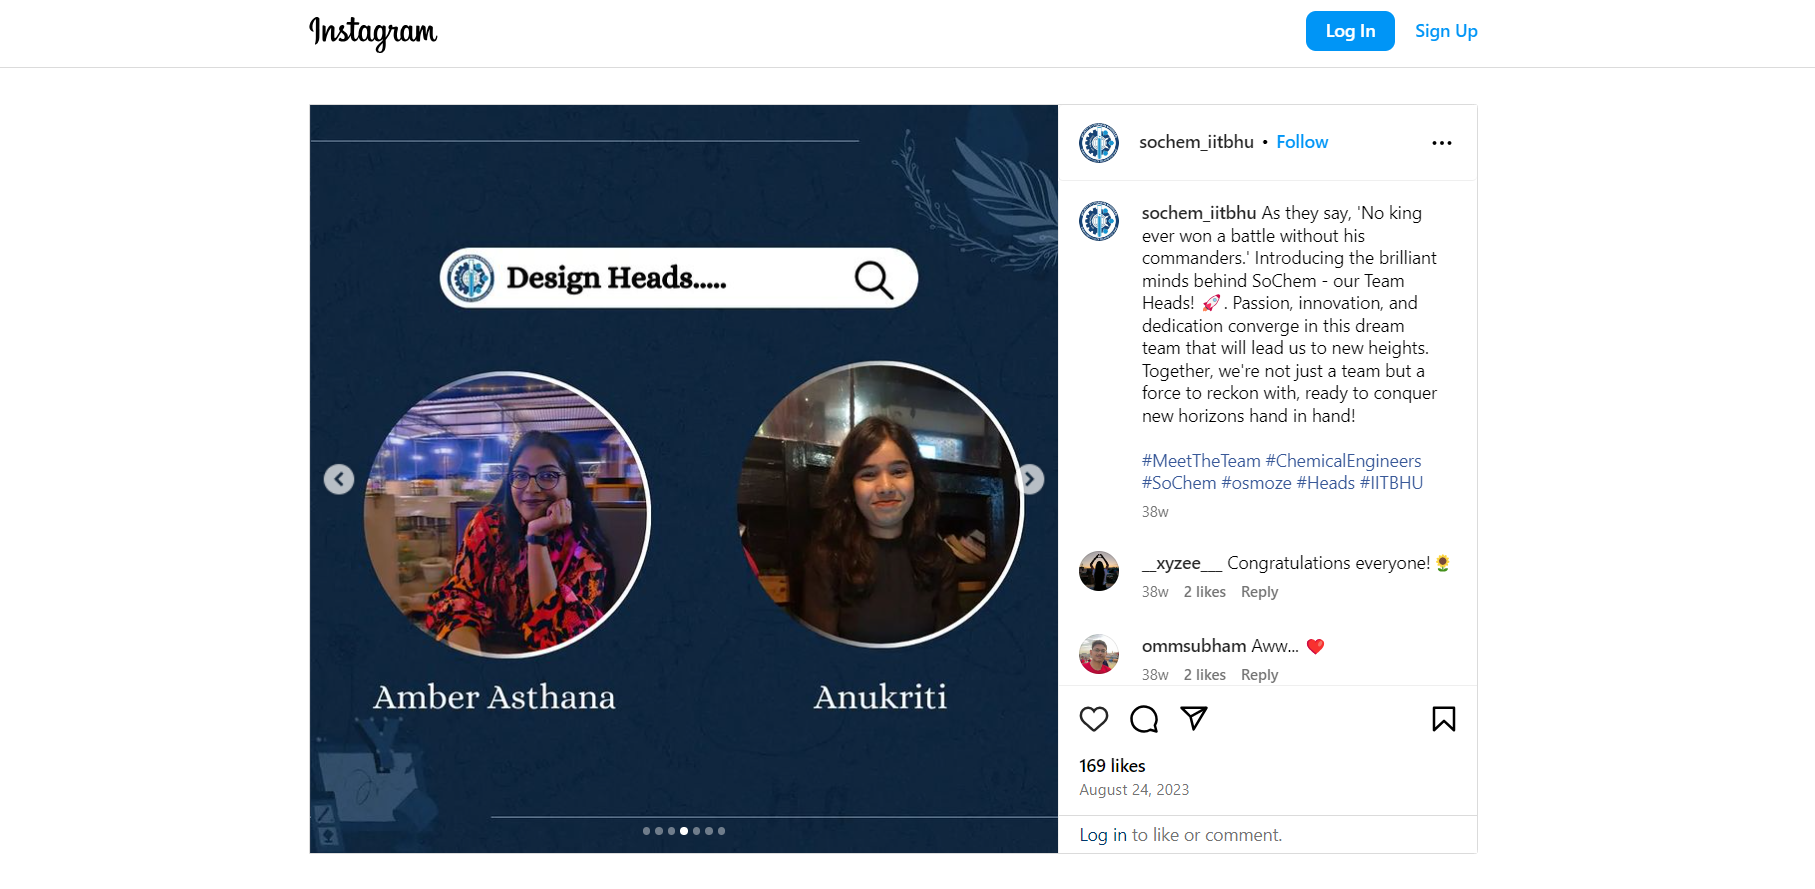 Instagram
Log In
Sign Up
Design Heads.....
Amber Asthana
Anukriti
sochem_iitbhu • Follow
sochem_iitbhu As they say, 'No king
ever won a battle without his
commanders.' Introducing the brilliant
minds behind SoChem - our Team
Heads! 🚀. Passion, innovation, and
dedication converge in this dream
team that will lead us to new heights.
Together, we're not just a team but a
force to reckon with, ready to conquer
new horizons hand in hand!
#MeetTheTeam #ChemicalEngineers
#SoChem #osmoze #Heads #IITBHU
38w
__xyzee___ Congratulations everyone!🌻
38w 2 likes Reply
ommsubham Aww... ❤️
38w 2 likes Reply
169 likes
August 24, 2023
Log in to like or comment.